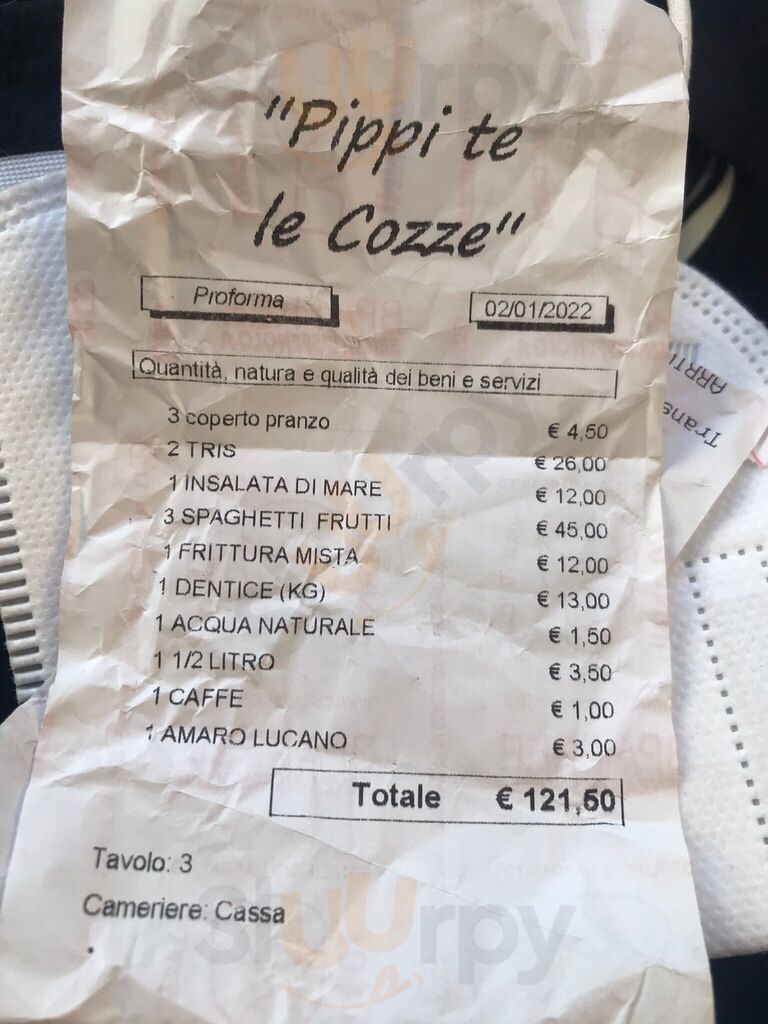 "Pippi te
le Cozze"
Proforma
02/01/2022
Quantità, natura e qualità dei beni e servizi
3 coperto pranzo € 4,50
2 TRIS € 26,00
1 INSALATA DI MARE € 12,00
3 SPAGHETTI FRUTTI € 45,00
1 FRITTURA MISTA € 12,00
1 DENTICE (KG) € 13,00
1 ACQUA NATURALE € 1,50
1 1/2 LITRO € 3,50
1 CAFFE € 1,00
1 AMARO LUCANO € 3,00
Totale € 121,50
Tavolo: 3
Cameriere: Cassa
Sluurpy